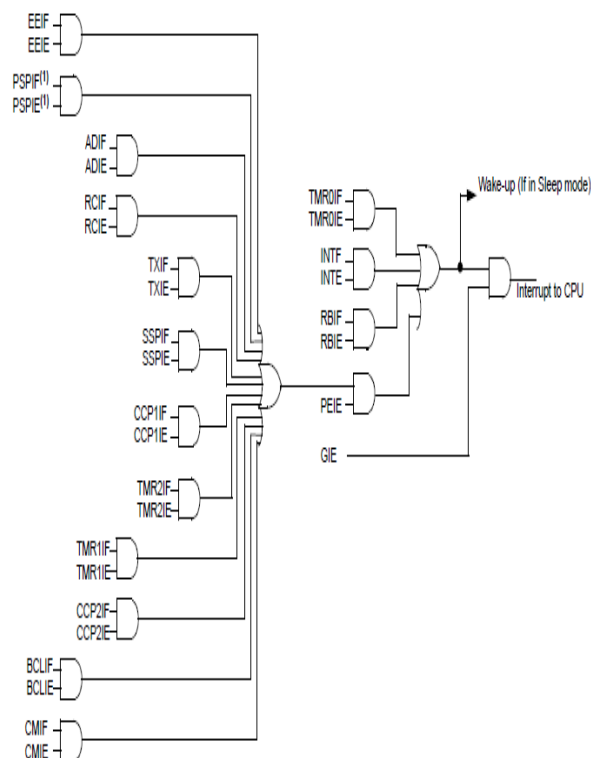 EEIF
EEIE
PSPIF(1)
PSPIE(1)
ADIF
ADIE
RCIF
RCIE
TXIF
TXIE
SSPIF
SSPIE
CCP1IF
CCP1IE
TMR2IF
TMR2IE
TMR1IF
TMR1IE
CCP2IF
CCP2IE
BCLIF
BCLIE
CMIF
CMIE
TMR0IF
TMR0IE
INTF
INTE
RBIF
RBIE
PEIE
GIE
Wake-up (If in Sleep mode)
Interrupt to CPU